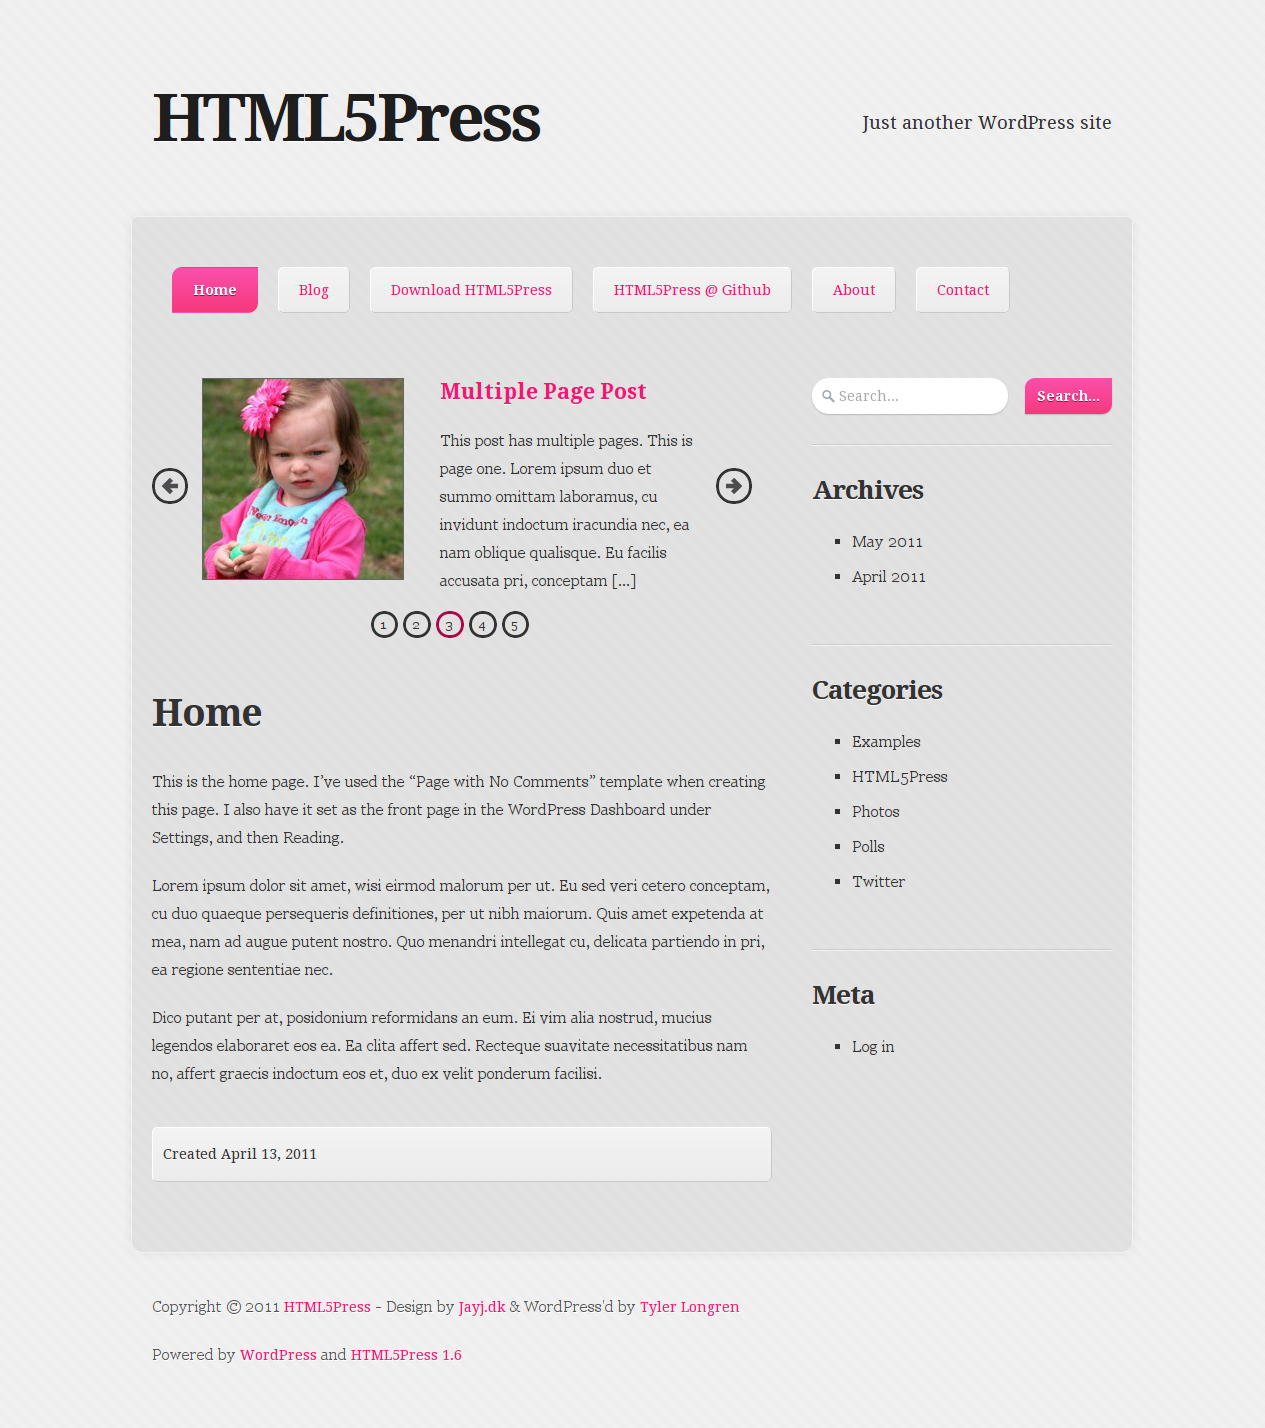 HTML5Press
Just another WordPress site
Home
Blog
Download HTML5Press
HTML5Press @ Github
About
Contact
Multiple Page Post
This post has multiple pages. This is
page one. Lorem ipsum duo et
summo omittam laboramus, cu
invidunt indoctum iracundia nec, ea
nam oblique qualisque. Eu facilis
accusata pri, conceptam [...]
1 2 3 4 5
Home
This is the home page. I’ve used the “Page with No Comments” template when creating
this page. I also have it set as the front page in the WordPress Dashboard under
Settings, and then Reading.
Lorem ipsum dolor sit amet, wisi eirmod malorum per ut. Eu sed veri cetero conceptam,
cu duo quaeque persequeris definitiones, per ut nibh maiorum. Quis amet expetenda at
mea, nam ad augue putent nostro. Quo menandri intellegat cu, delicata partiendo in pri,
ea regione sententiae nec.
Dico putant per at, posidonium reformidans an eum. Ei vim alia nostrud, mucius
legendos elaboraret eos ea. Ea clita affert sed. Recteque suavitate necessitatibus nam
no, affert graecis indoctum eos et, duo ex velit ponderum facilisi.
Created April 13, 2011
Search...
Search...
Archives
May 2011
April 2011
Categories
Examples
HTML5Press
Photos
Polls
Twitter
Meta
Log in
Copyright © 2011 HTML5Press - Design by Jayj.dk & WordPress'd by Tyler Longren
Powered by WordPress and HTML5Press 1.6